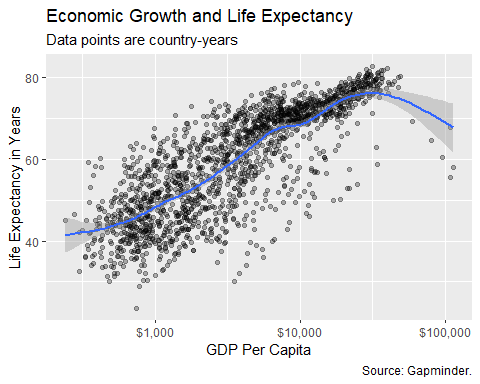 Economic Growth and Life Expectancy
Data points are country-years
Life Expectancy in Years
80
60
40
$1,000
$10,000
$100,000
GDP Per Capita
Source: Gapminder.